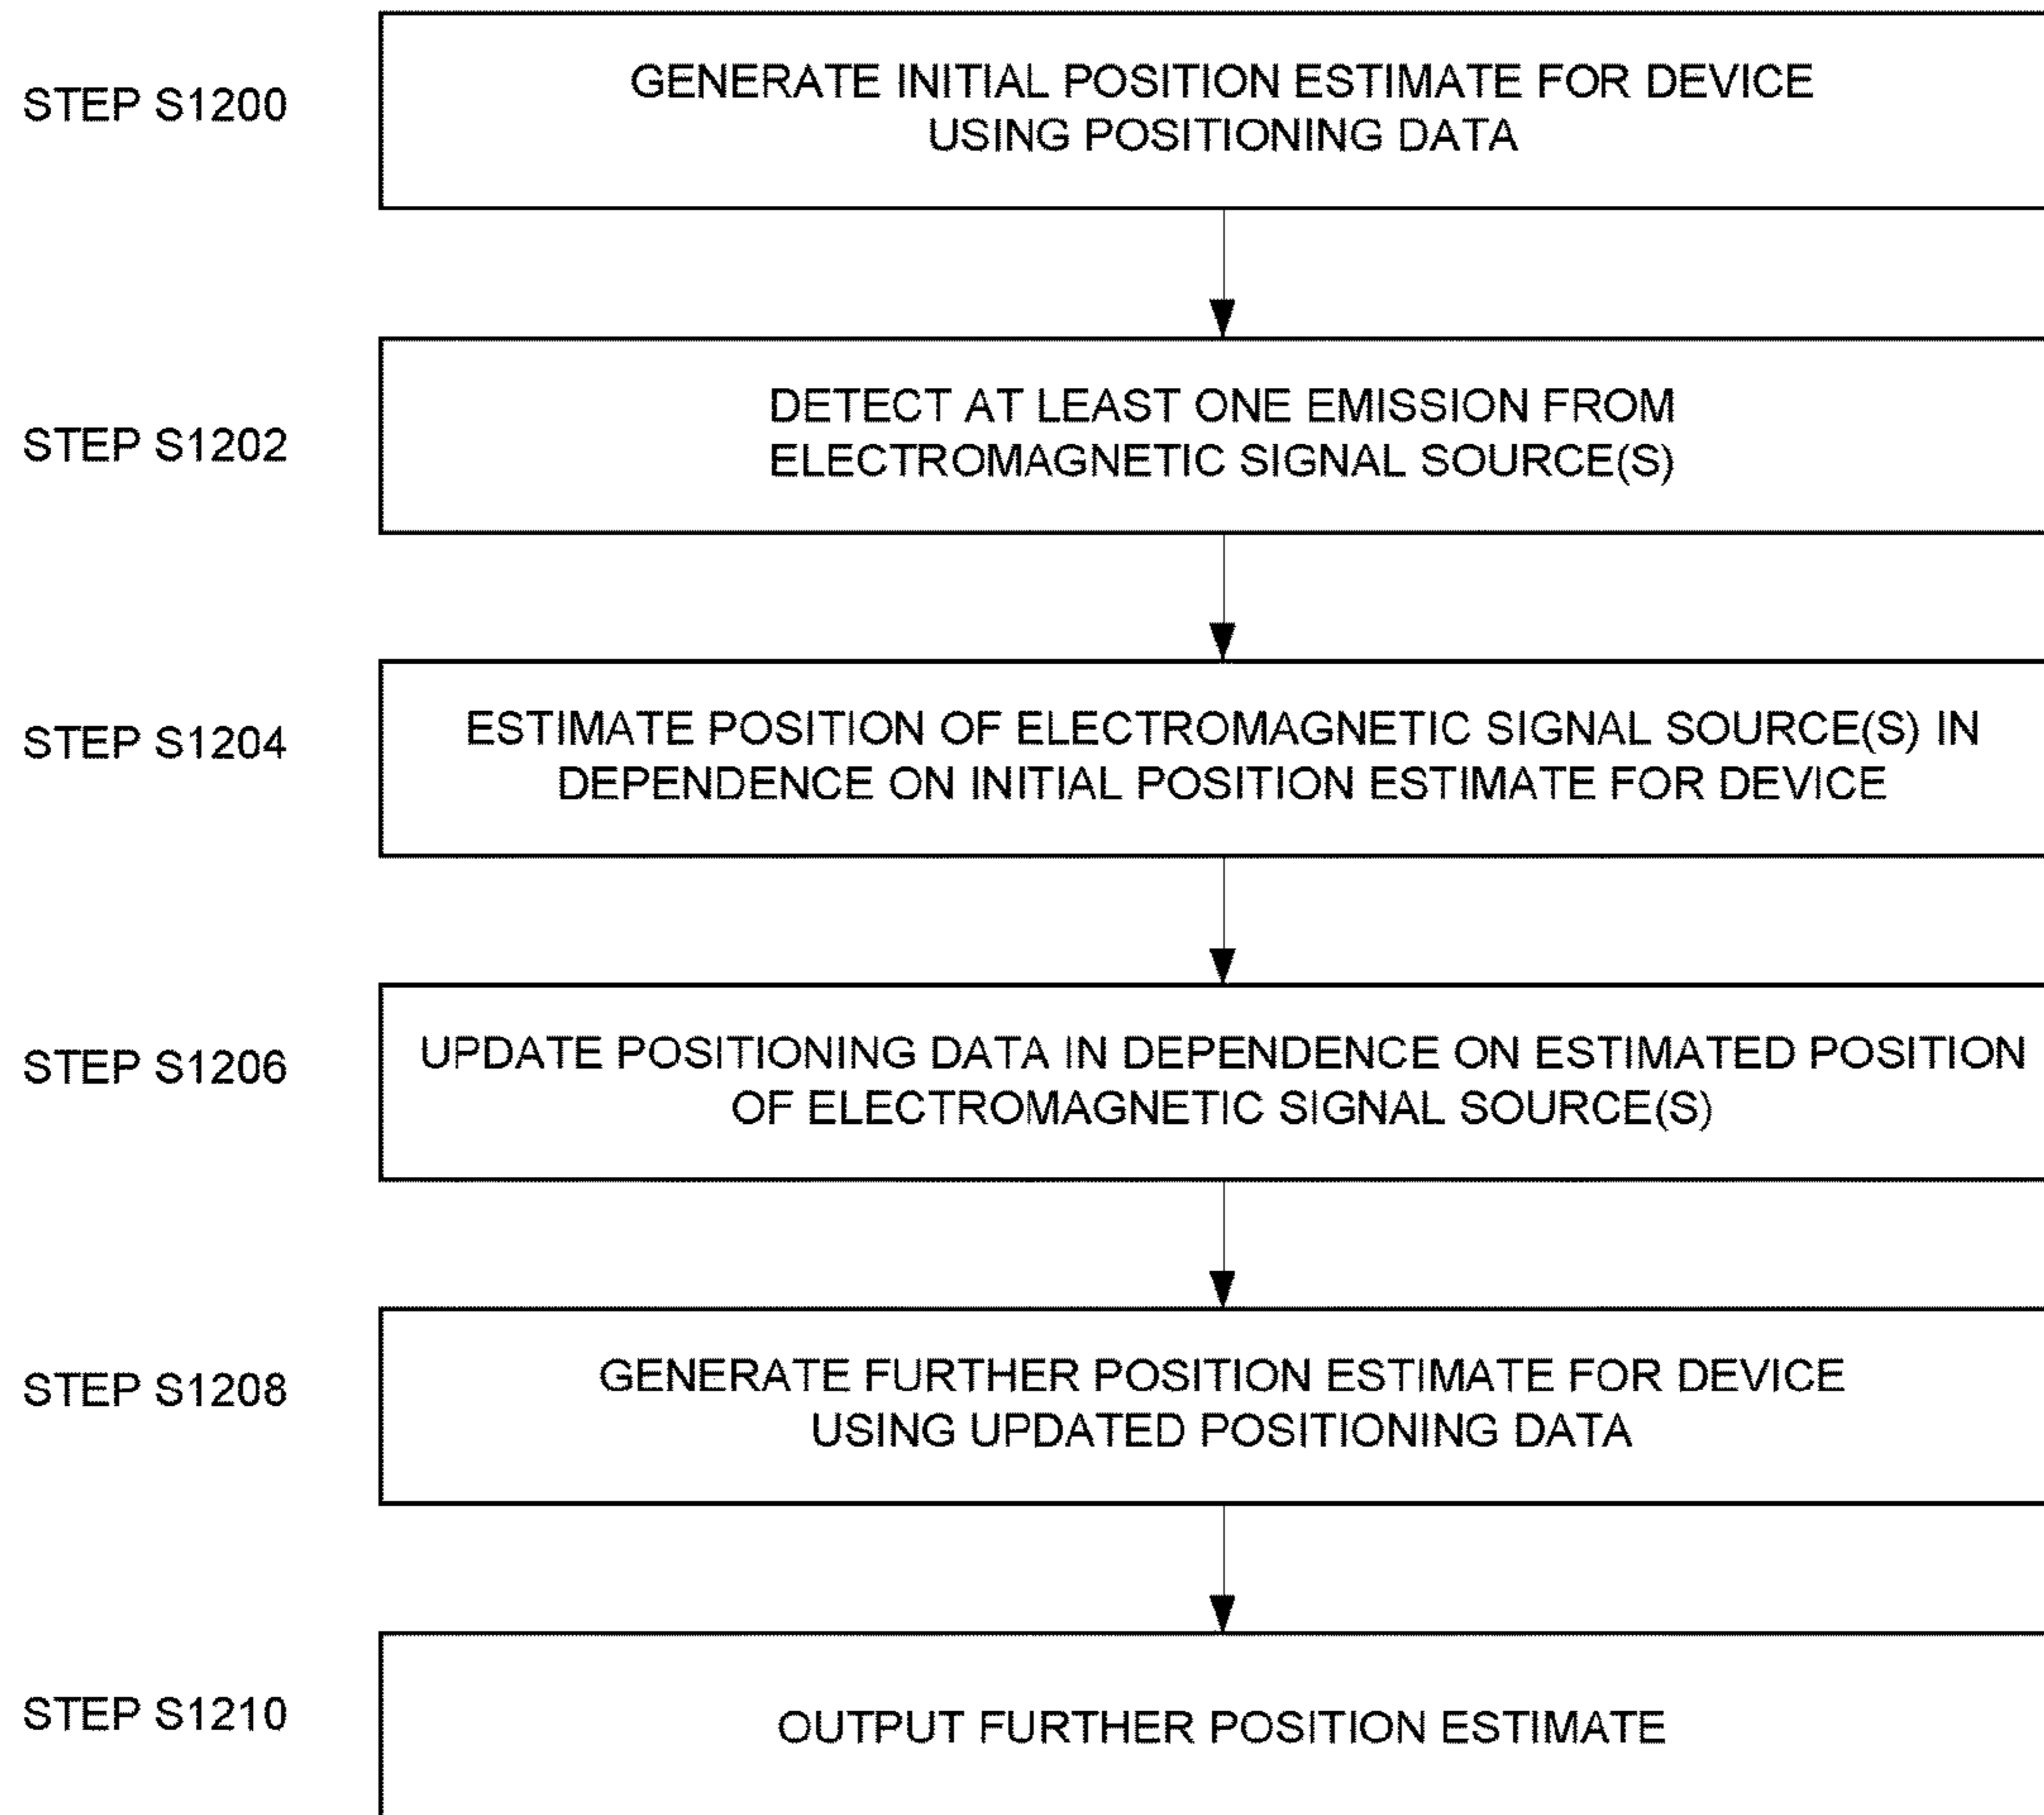 STEP S1200
GENERATE INITIAL POSITION ESTIMATE FOR DEVICE
USING POSITIONING DATA
STEP S1202
DETECT AT LEAST ONE EMISSION FROM
ELECTROMAGNETIC SIGNAL SOURCE(S)
STEP S1204
ESTIMATE POSITION OF ELECTROMAGNETIC SIGNAL SOURCE(S) IN
DEPENDENCE ON INITIAL POSITION ESTIMATE FOR DEVICE
STEP S1206
UPDATE POSITIONING DATA IN DEPENDENCE ON ESTIMATED POSITION
OF ELECTROMAGNETIC SIGNAL SOURCE(S)
STEP S1208
GENERATE FURTHER POSITION ESTIMATE FOR DEVICE
USING UPDATED POSITIONING DATA
STEP S1210
OUTPUT FURTHER POSITION ESTIMATE